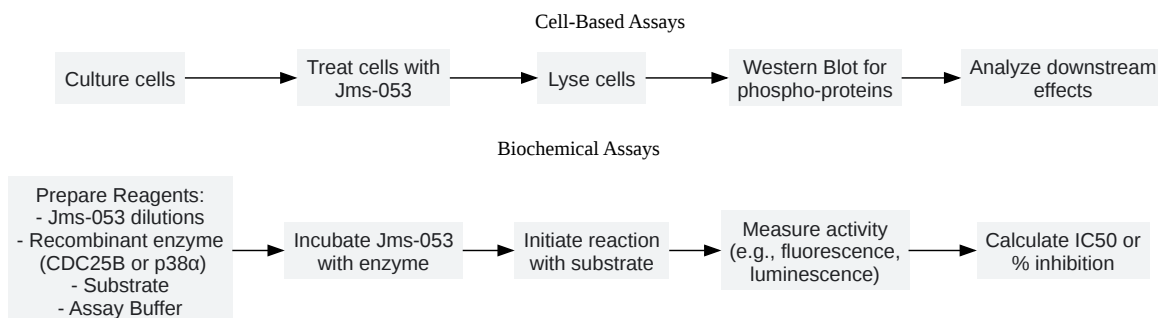 Cell-Based Assays
Culture cells
Treat cells with
Jms-053
Lyse cells
Western Blot for
phospho-proteins
Analyze downstream
effects
Biochemical Assays
Prepare Reagents:
- Jms-053 dilutions
- Recombinant enzyme
(CDC25B or p38α)
- Substrate
- Assay Buffer
Incubate Jms-053
with enzyme
Initiate reaction
with substrate
Measure activity
(e.g., fluorescence,
luminescence)
Calculate IC50 or
% inhibition